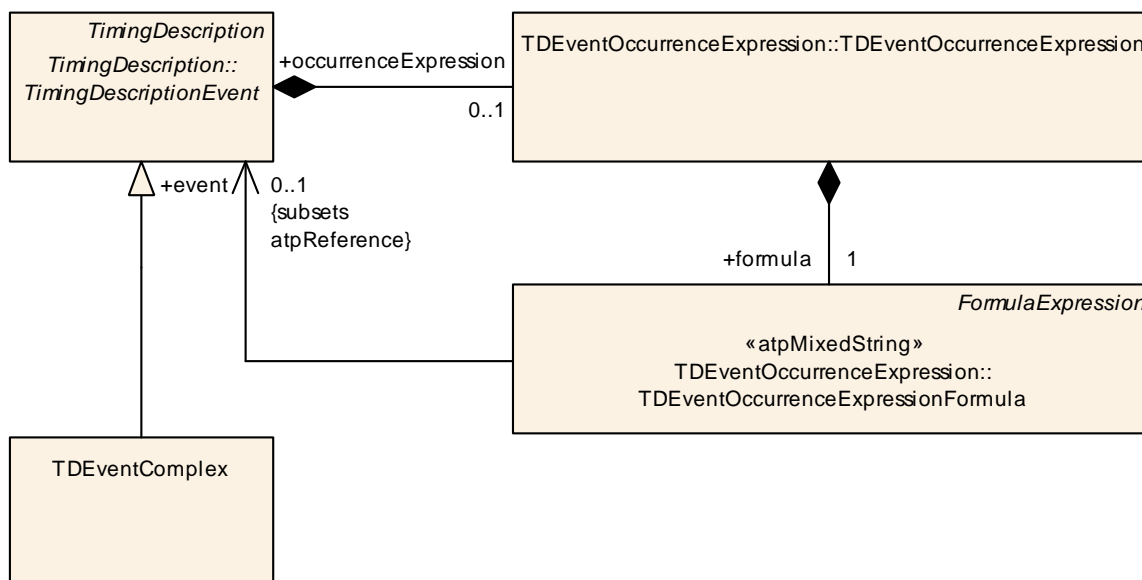 TimingDescription
TimingDescription::
TimingDescriptionEvent
+occurrenceExpression
0..1
TDEventOccurrenceExpression::TDEventOccurrenceExpression
+event
0..1
{subsets
atpReference}
+formula
1
FormulaExpression
«atpMixedString»
TDEventOccurrenceExpression::
TDEventOccurrenceExpressionFormula
TDEventComplex